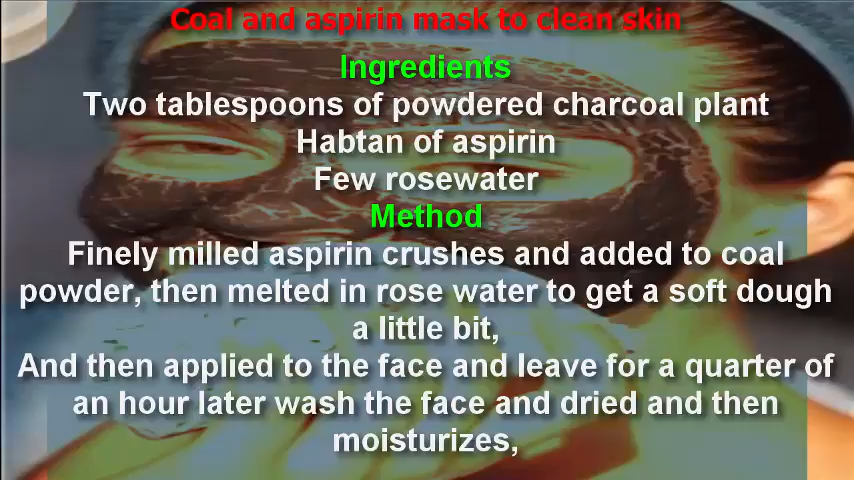 Coal and aspirin mask to clean skin
Ingredients
Two tablespoons of powdered charcoal plant
Habtan of aspirin
Few rosewater
Method
Finely milled aspirin crushes and added to coal
powder, then melted in rose water to get a soft dough
a little bit,
And then applied to the face and leave for a quarter of
an hour later wash the face and dried and then
moisturizes,